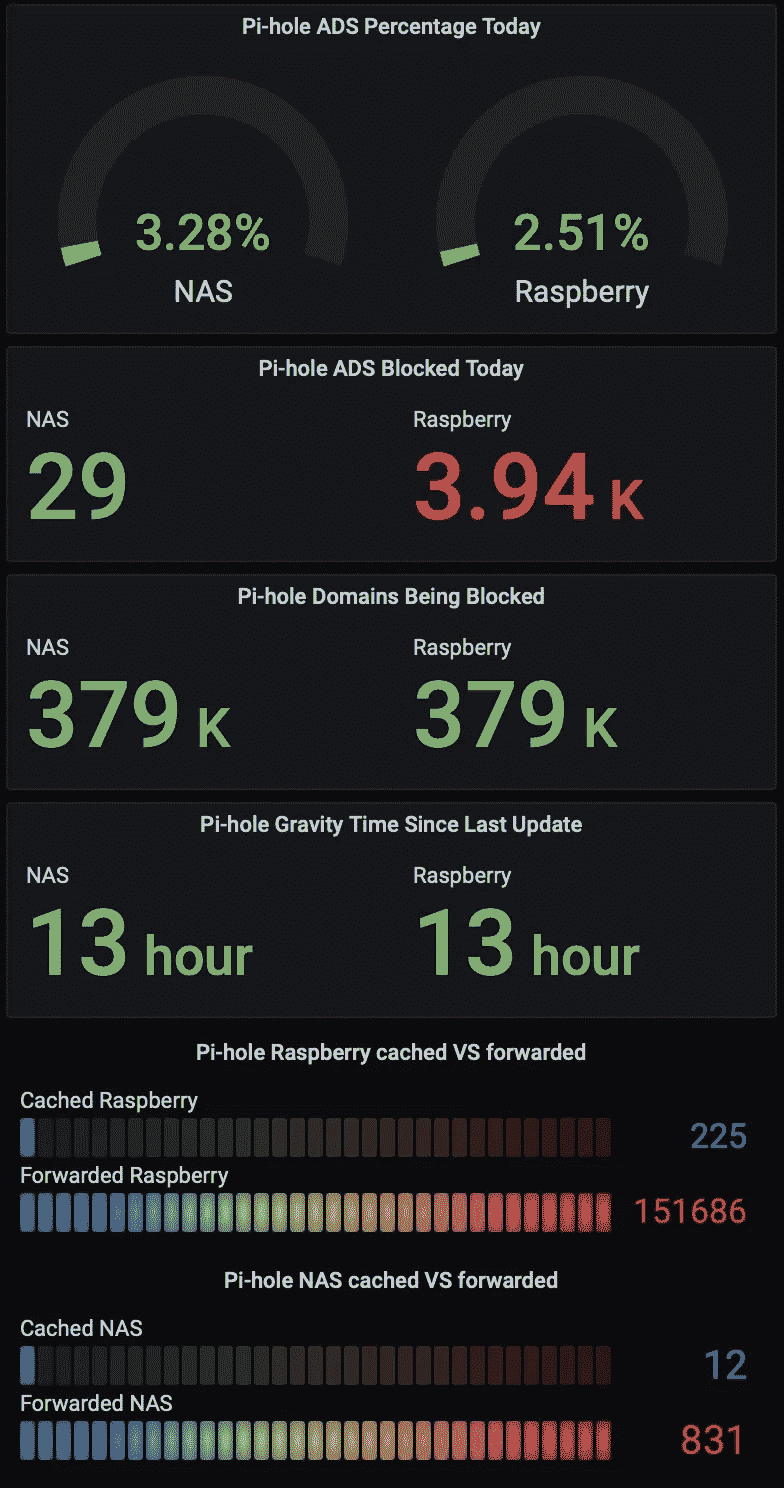 Pi-hole ADS Percentage Today
3.28% 2.51%
NAS Raspberry
Pi-hole ADS Blocked Today
NAS Raspberry
29 3.94 K
Pi-hole Domains Being Blocked
NAS Raspberry
379 K 379 K
Pi-hole Gravity Time Since Last Update
NAS Raspberry
13 hour 13 hour
Pi-hole Raspberry cached VS forwarded
Cached Raspberry
225
Forwarded Raspberry
151686
Pi-hole NAS cached VS forwarded
Cached NAS
12
Forwarded NAS
831